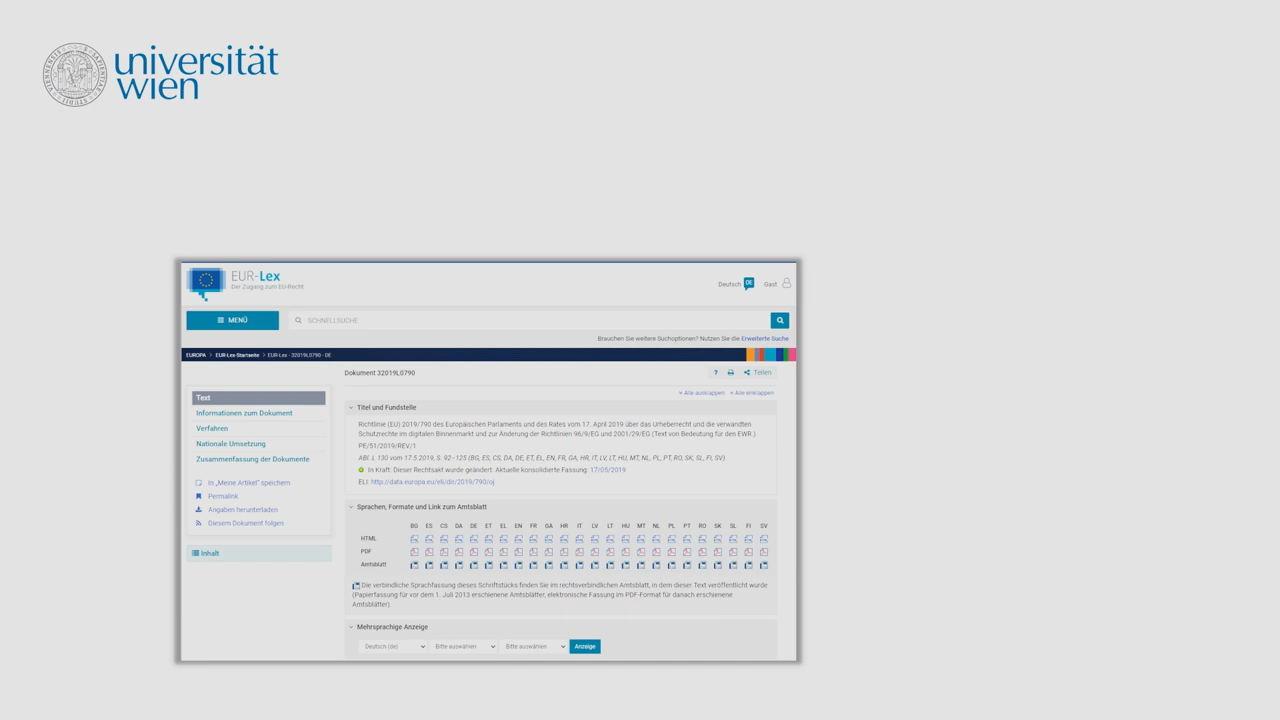 universität
wien
EUR-Lex
Der Zugang zum EU-Recht
Deutsch DE Gast
MENÜ
SCHNELLSUCHE
Brauchen Sie weitere Suchoptionen? Nutzen Sie die Erweiterte Suche
EUROPA > EUR-Lex-Startseite > EUR-Lex - 32019L0790 - DE
Dokument 32019L0790
? Teilen
Alle ausklappen Alle einklappen
Text
Informationen zum Dokument
Verfahren
Nationale Umsetzung
Zusammenfassung der Dokumente
In „Meine Artikel" speichern
Permalink
Angaben herunterladen
Diesem Dokument folgen
Inhalt
Titel und Fundstelle
Richtlinie (EU) 2019/790 des Europäischen Parlaments und des Rates vom 17. April 2019 über das Urheberrecht und die verwandten
Schutzrechte im digitalen Binnenmarkt und zur Änderung der Richtlinien 96/9/EG und 2001/29/EG (Text von Bedeutung für den EWR.)
PE/51/2019/REV/1
ABl. L 130 vom 17.5.2019, S. 92–125 (BG, ES, CS, DA, DE, ET, EL, EN, FR, GA, HR, IT, LV, LT, HU, MT, NL, PL, PT, RO, SK, SL, FI, SV)
In Kraft: Dieser Rechtsakt wurde geändert. Aktuelle konsolidierte Fassung: 17/05/2019
ELI: http://data.europa.eu/eli/dir/2019/790/oj
Sprachen, Formate und Link zum Amtsblatt
BG ES CS DA DE ET EL EN FR GA HR IT LV LT HU MT NL PL PT RO SK SL FI SV
HTML
PDF
Amtsblatt
Die verbindliche Sprachfassung dieses Schriftstücks finden Sie im rechtsverbindlichen Amtsblatt, in dem dieser Text veröffentlicht wurde
(Papierfassung für vor dem 1. Juli 2013 erschienene Amtsblätter, elektronische Fassung im PDF-Format für danach erschienene
Amtsblätter).
Mehrsprachige Anzeige
Deutsch (de) Bitte auswählen Bitte auswählen Anzeige